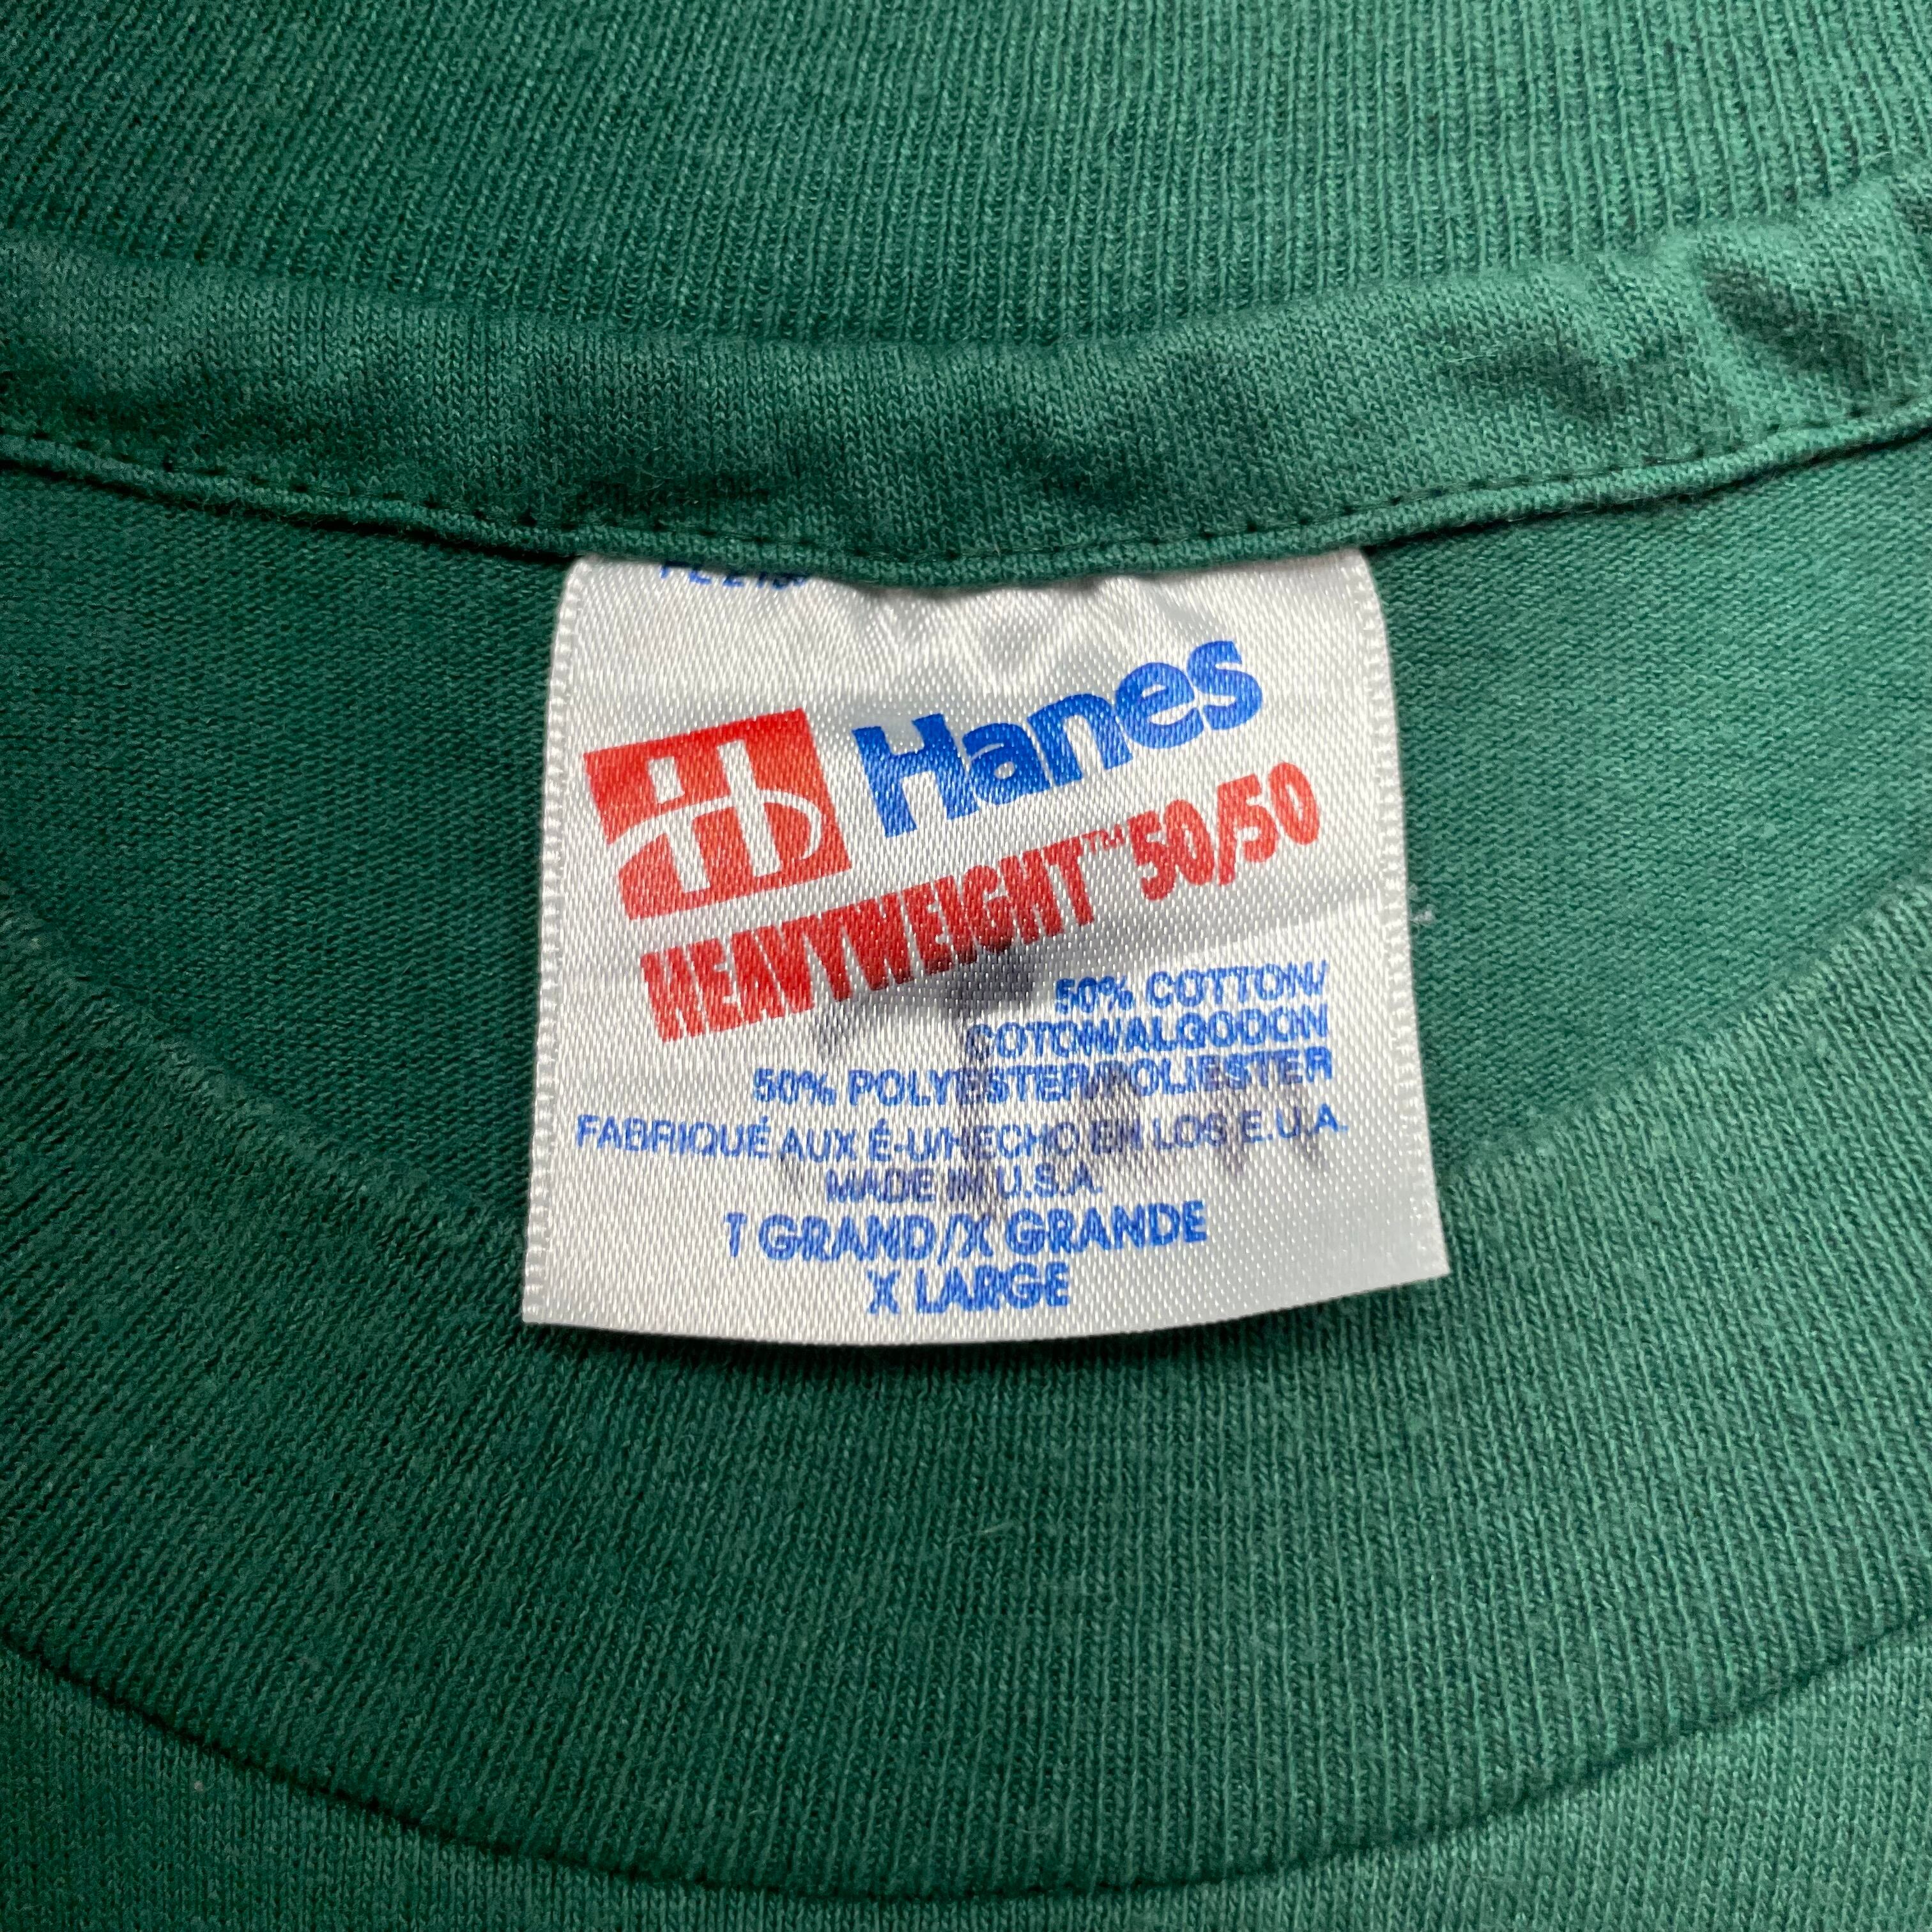 Hanes
HEAVYWEIGHT™ 50/50
50% COTTON/
COTON/ALGODON
50% POLYESTER/POLIESTER
FABRIQUÉ AUX É-U/HECHO EN LOS E.U.A.
MADE IN U.S.A.
T GRAND/X GRANDE
X LARGE